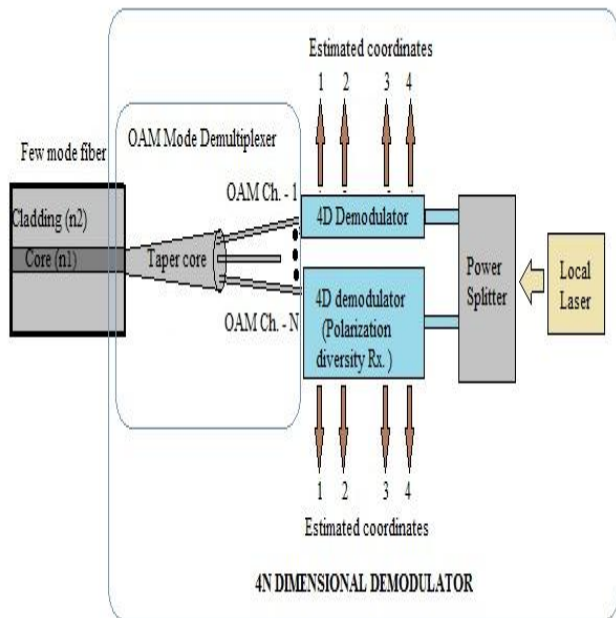 Estimated coordinates
1 2 3 4
OAM Mode Demultiplexer
Few mode fiber
OAM Ch. - 1
4D Demodulator
Cladding (n2)
Core (n1)
Taper core
Power
Splitter
Local
Laser
OAM Ch. - N
4D demodulator
(Polarization
diversity Rx. )
1 2 3 4
Estimated coordinates
4N DIMENSIONAL DEMODULATOR